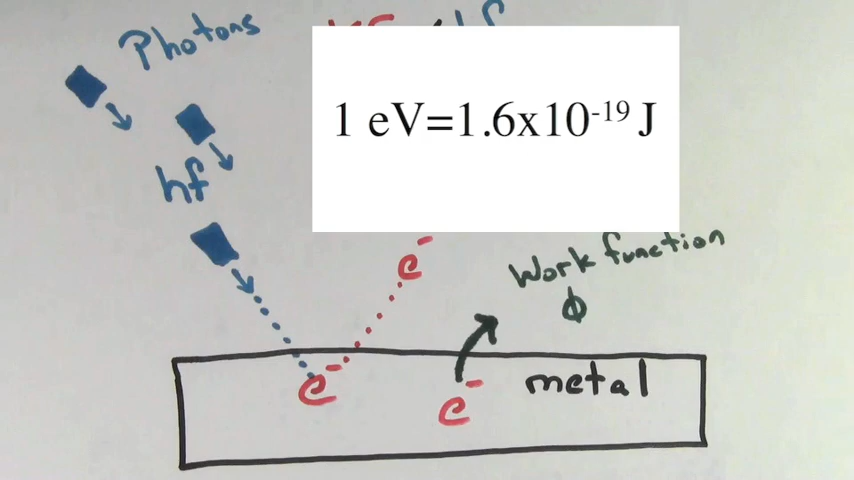 Photons
1 eV=1.6x10⁻¹⁹ J
hf
e⁻
Work function
ϕ
e⁻
e⁻
metal